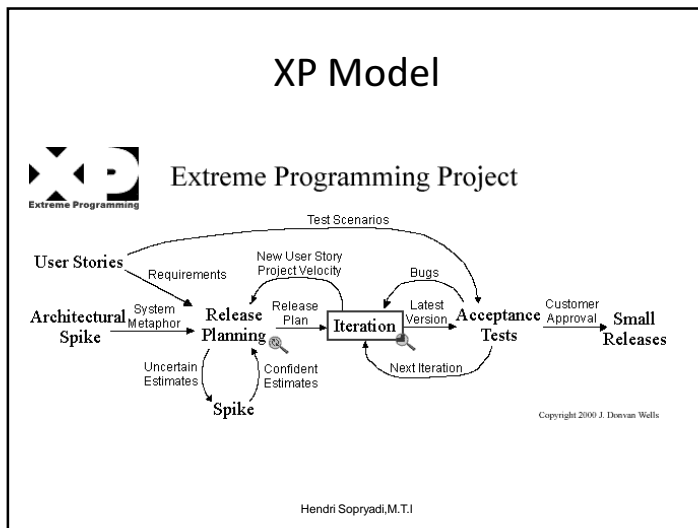 XP Model
XP
Extreme Programming
Extreme Programming Project
Test Scenarios
User Stories
Requirements
New User Story
Project Velocity
Bugs
Architectural
Spike
System
Metaphor
Release
Planning
Release
Plan
Iteration
Latest
Version
Acceptance
Tests
Customer
Approval
Small
Releases
Uncertain
Estimates
Confident
Estimates
Next Iteration
Spike
Copyright 2000 J. Donvan Wells
Hendri Sopryadi,M.T.I